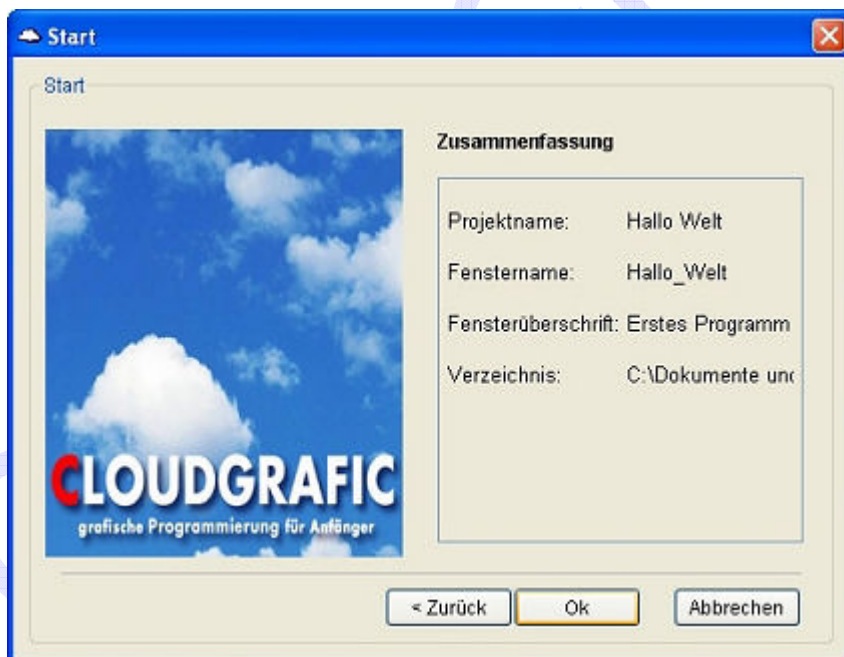 Start
Start
CLOUDGRAFIC
grafische Programmierung für Anfänger
Zusammenfassung
Projektname: Hallo Welt
Fenstername: Hallo_Welt
Fensterüberschrift: Erstes Programm
Verzeichnis: C:\Dokumente und
< Zurück Ok Abbrechen